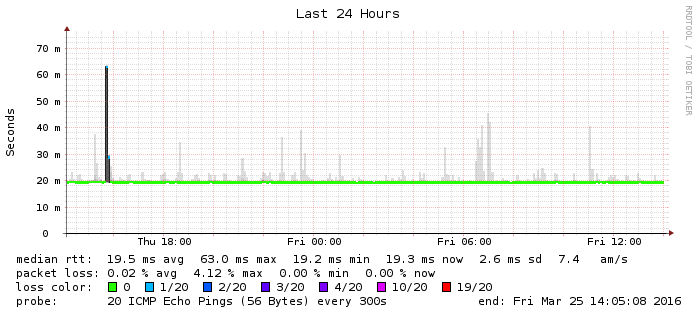 Last 24 Hours
RRDTOOL / TOBI OETIKER
Seconds
70 m
60 m
50 m
40 m
30 m
20 m
10 m
0
Thu 18:00 Fri 00:00 Fri 06:00 Fri 12:00
median rtt: 19.5 ms avg 63.0 ms max 19.2 ms min 19.3 ms now 2.6 ms sd 7.4 am/s
packet loss: 0.02 % avg 4.12 % max 0.00 % min 0.00 % now
loss color: 0 1/20 2/20 3/20 4/20 10/20 19/20
probe: 20 ICMP Echo Pings (56 Bytes) every 300s end: Fri Mar 25 14:05:08 2016